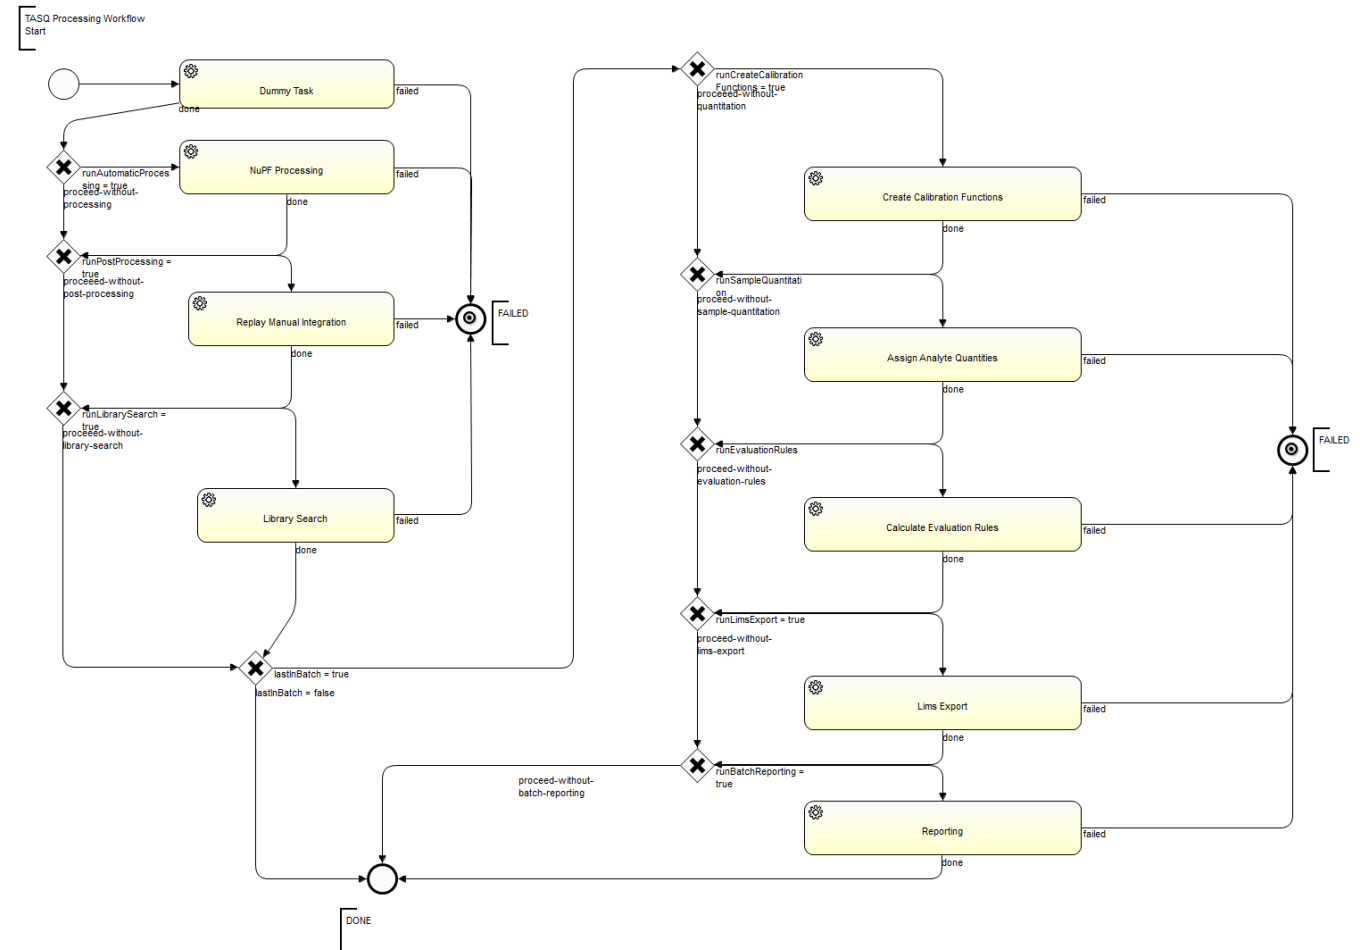 TASQ Processing Workflow
Start
Dummy Task
failed
done
runAutomaticProces
sing = true
proceed-without-
processing
NuPF Processing
failed
done
runPostProcessing =
true
proceeed-without-
post-processing
Replay Manual Integration
failed
done
FAILED
runLibrarySearch =
true
proceeed-without-
library-search
Library Search
failed
done
lastInBatch = true
lastInBatch = false
runCreateCalibration
Functions = true
proceeed-without-
quantitation
Create Calibration Functions
failed
done
runSampleQuantitati
on
proceed-without-
sample-quantitation
Assign Analyte Quantities
failed
done
runEvaluationRules
proceed-without-
evaluation-rules
FAILED
Calculate Evaluation Rules
failed
done
runLimsExport = true
proceed-without-
lims-export
Lims Export
failed
done
runBatchReporting =
true
proceed-without-
batch-reporting
Reporting
failed
done
DONE